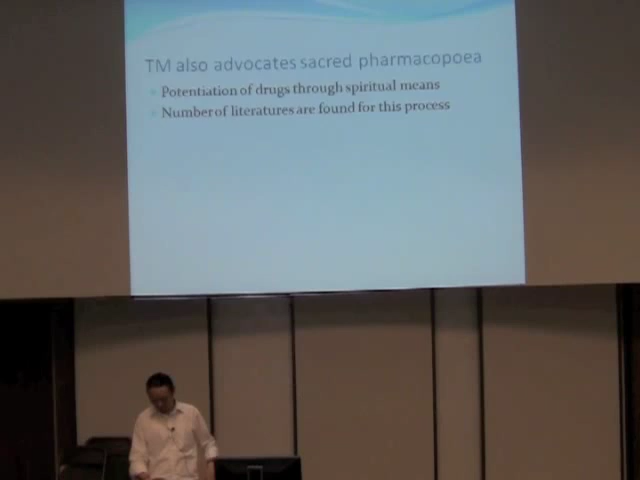 TM also advocates sacred pharmacopoea
Potentiation of drugs through spiritual means
Number of literatures are found for this process